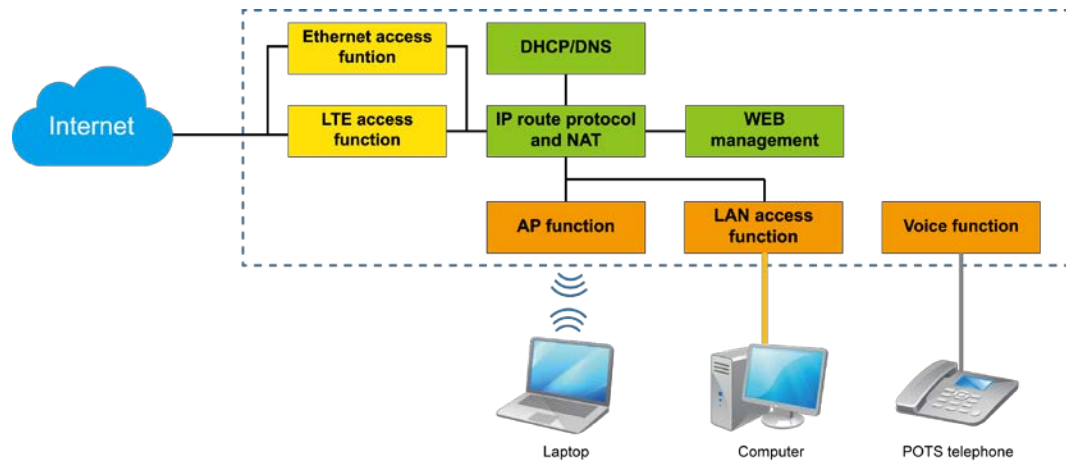 Ethernet access
funtion
DHCP/DNS
Internet
LTE access
function
IP route protocol
and NAT
WEB
management
AP function
LAN access
function
Voice function
Laptop
Computer
POTS telephone